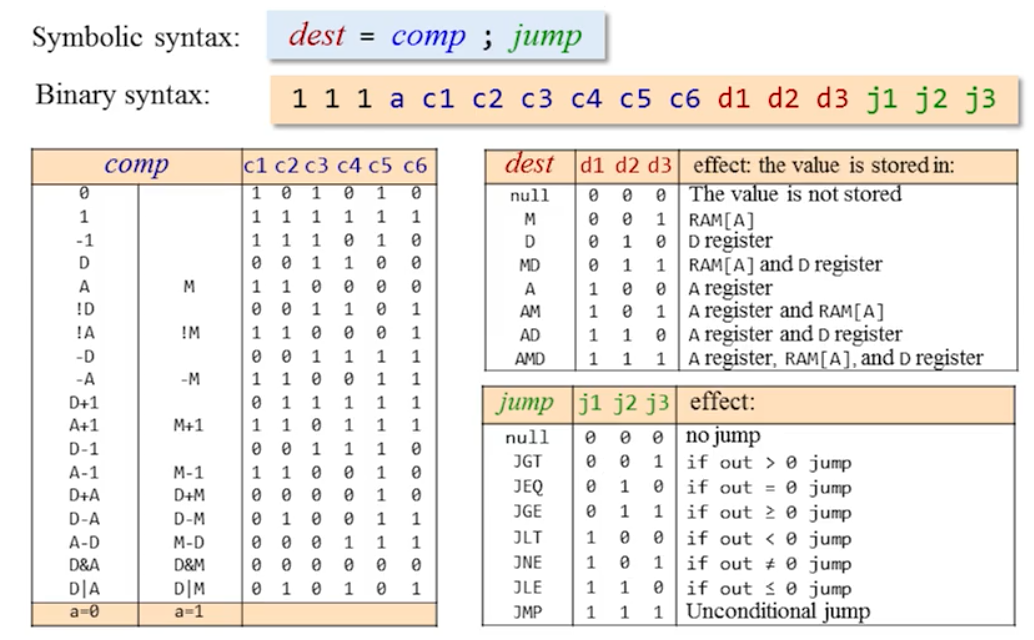 Symbolic syntax: dest = comp ; jump
Binary syntax: 1 1 1 a c1 c2 c3 c4 c5 c6 d1 d2 d3 j1 j2 j3
comp c1 c2 c3 c4 c5 c6
0 1 0 1 0 1 0
1 1 1 1 1 1 1
-1 1 1 1 0 1 0
D 0 0 1 1 0 0
A M 1 1 0 0 0 0
!D 0 0 1 1 0 1
!A !M 1 1 0 0 0 1
-D 0 0 1 1 1 1
-A -M 1 1 0 0 1 1
D+1 0 1 1 1 1 1
A+1 M+1 1 1 0 1 1 1
D-1 0 0 1 1 1 0
A-1 M-1 1 1 0 0 1 0
D+A D+M 0 0 0 0 1 0
D-A D-M 0 1 0 0 1 1
A-D M-D 0 0 0 1 1 1
D&A D&M 0 0 0 0 0 0
D|A D|M 0 1 0 1 0 1
a=0 a=1
dest d1 d2 d3 effect: the value is stored in:
null 0 0 0 The value is not stored
M 0 0 1 RAM[A]
D 0 1 0 D register
MD 0 1 1 RAM[A] and D register
A 1 0 0 A register
AM 1 0 1 A register and RAM[A]
AD 1 1 0 A register and D register
AMD 1 1 1 A register, RAM[A], and D register
jump j1 j2 j3 effect:
null 0 0 0 no jump
JGT 0 0 1 if out > 0 jump
JEQ 0 1 0 if out = 0 jump
JGE 0 1 1 if out ≥ 0 jump
JLT 1 0 0 if out < 0 jump
JNE 1 0 1 if out ≠ 0 jump
JLE 1 1 0 if out ≤ 0 jump
JMP 1 1 1 Unconditional jump